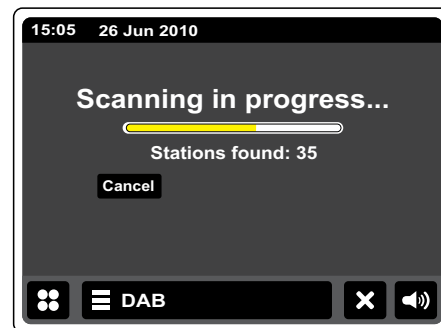 15:05 26 Jun 2010
Scanning in progress...
Stations found: 35
Cancel
DAB